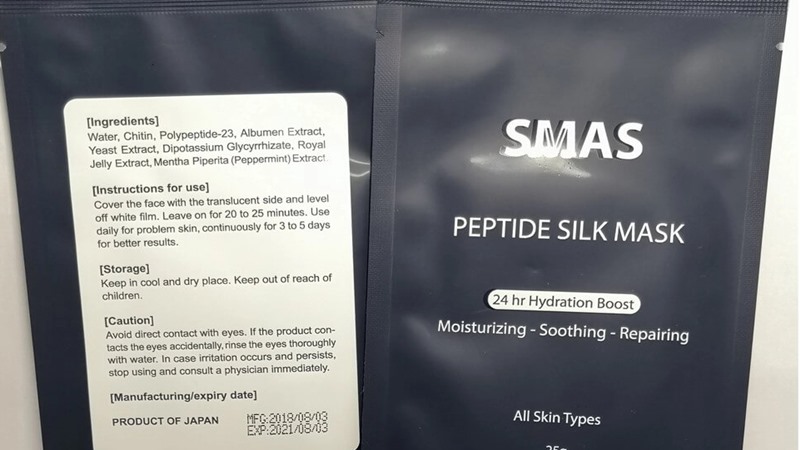 [Ingredients]
Water, Chitin, Polypeptide-23, Albumen Extract,
Yeast Extract, Dipotassium Glycyrrhizate, Royal
Jelly Extract, Mentha Piperita (Peppermint) Extract
[Instructions for use]
Cover the face with the translucent side and level
off white film. Leave on for 20 to 25 minutes. Use
daily for problem skin, continuously for 3 to 5 days
for better results.
[Storage]
Keep in cool and dry place. Keep out of reach of
children.
[Caution]
Avoid direct contact with eyes. If the product con-
tacts the eyes accidentally, rinse the eyes thoroughly
with water. In case irritation occurs and persists,
stop using and consult a physician immediately.
[Manufacturing/expiry date]
PRODUCT OF JAPAN
MFG:2018/08/03
EXP:2021/08/03
SMAS
PEPTIDE SILK MASK
24 hr Hydration Boost
Moisturizing - Soothing - Repairing
All Skin Types